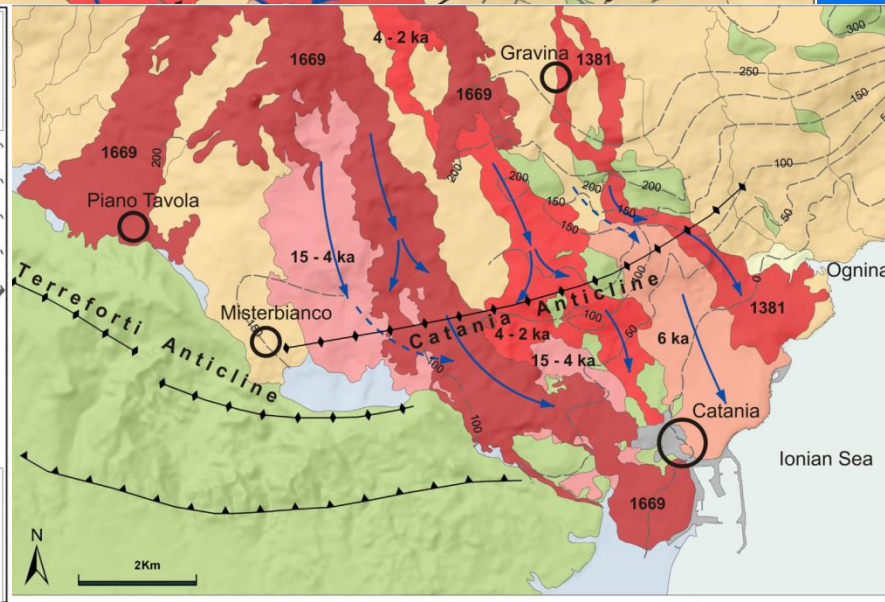 4 - 2 ka
300
1669
Gravina
1381
250
150
1669
1669
200
200
100
Piano Tavola
200
200
150
150
150
50
15 - 4 ka
100
0
Ognina
Terreforti Anticline
Misterbianco
Catania Anticline
1381
100
50
4 - 2 ka
6 ka
15 - 4 ka
100
100
Catania
Ionian Sea
1669
N
2Km